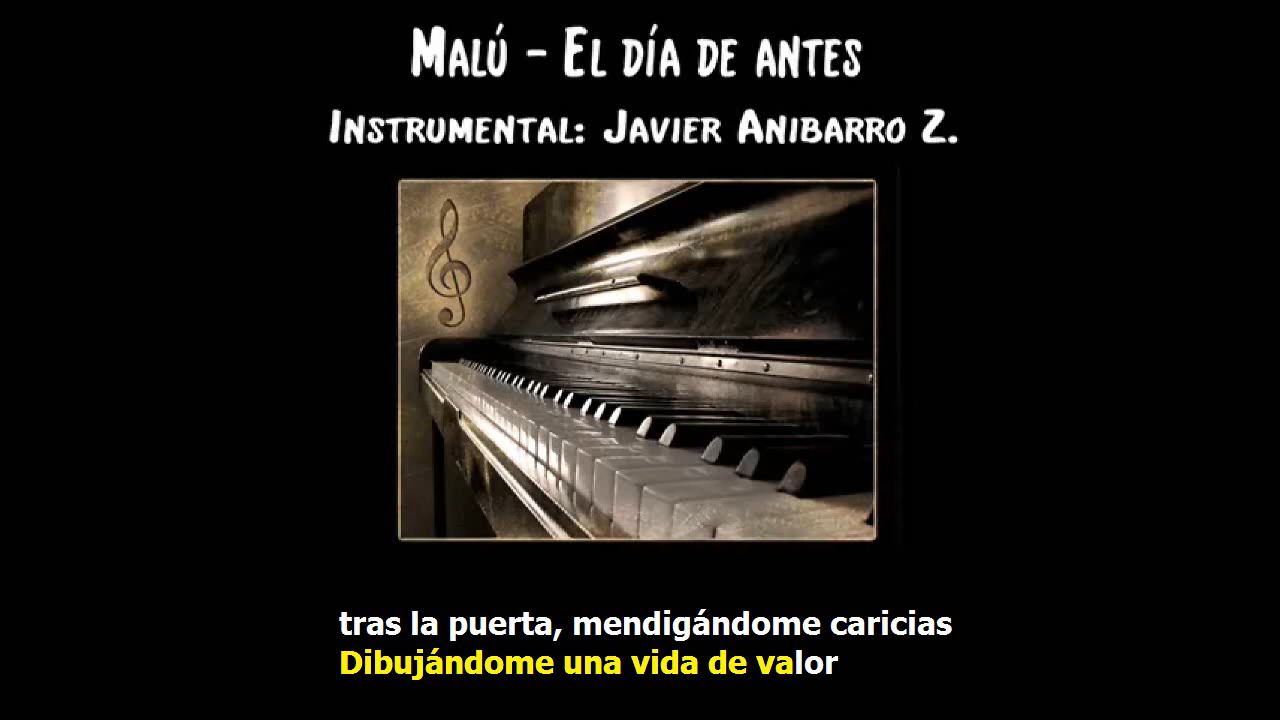 Malú - El día de antes
Instrumental: Javier Anibarro Z.
tras la puerta, mendigándome caricias
Dibujándome una vida de valor